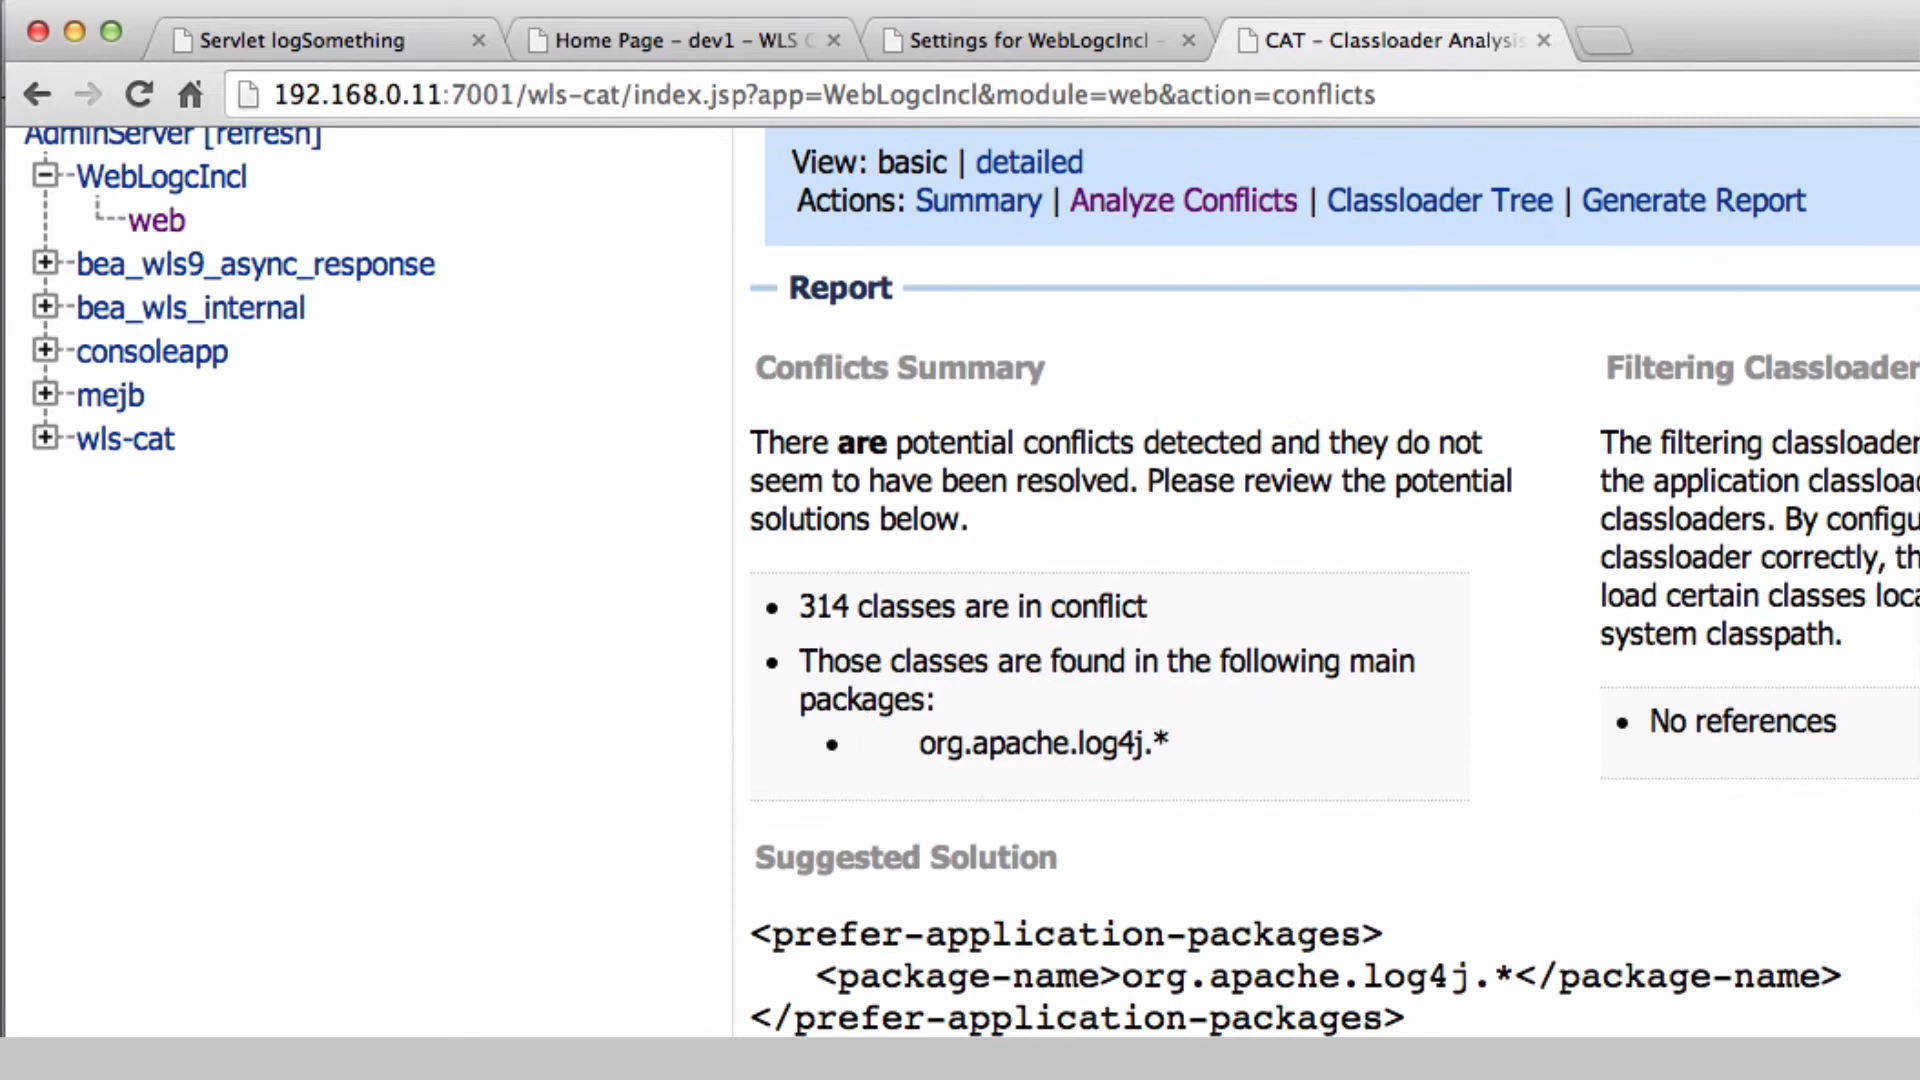 Servlet logSomething
Home Page – dev1 – WLS C
Settings for WebLogcIncl –
CAT – Classloader Analysis
192.168.0.11:7001/wls-cat/index.jsp?app=WebLogcIncl&module=web&action=conflicts
AdminServer [refresh]
WebLogcIncl
web
bea_wls9_async_response
bea_wls_internal
consoleapp
mejb
wls-cat
View: basic | detailed
Actions: Summary | Analyze Conflicts | Classloader Tree | Generate Report
Report
Conflicts Summary
There are potential conflicts detected and they do not
seem to have been resolved. Please review the potential
solutions below.
• 314 classes are in conflict
• Those classes are found in the following main
packages:
• org.apache.log4j.*
Suggested Solution
<prefer-application-packages>
<package-name>org.apache.log4j.*</package-name>
</prefer-application-packages>
Filtering Classloader
The filtering classloader
the application classload
classloaders. By configu
classloader correctly, th
load certain classes loca
system classpath.
• No references